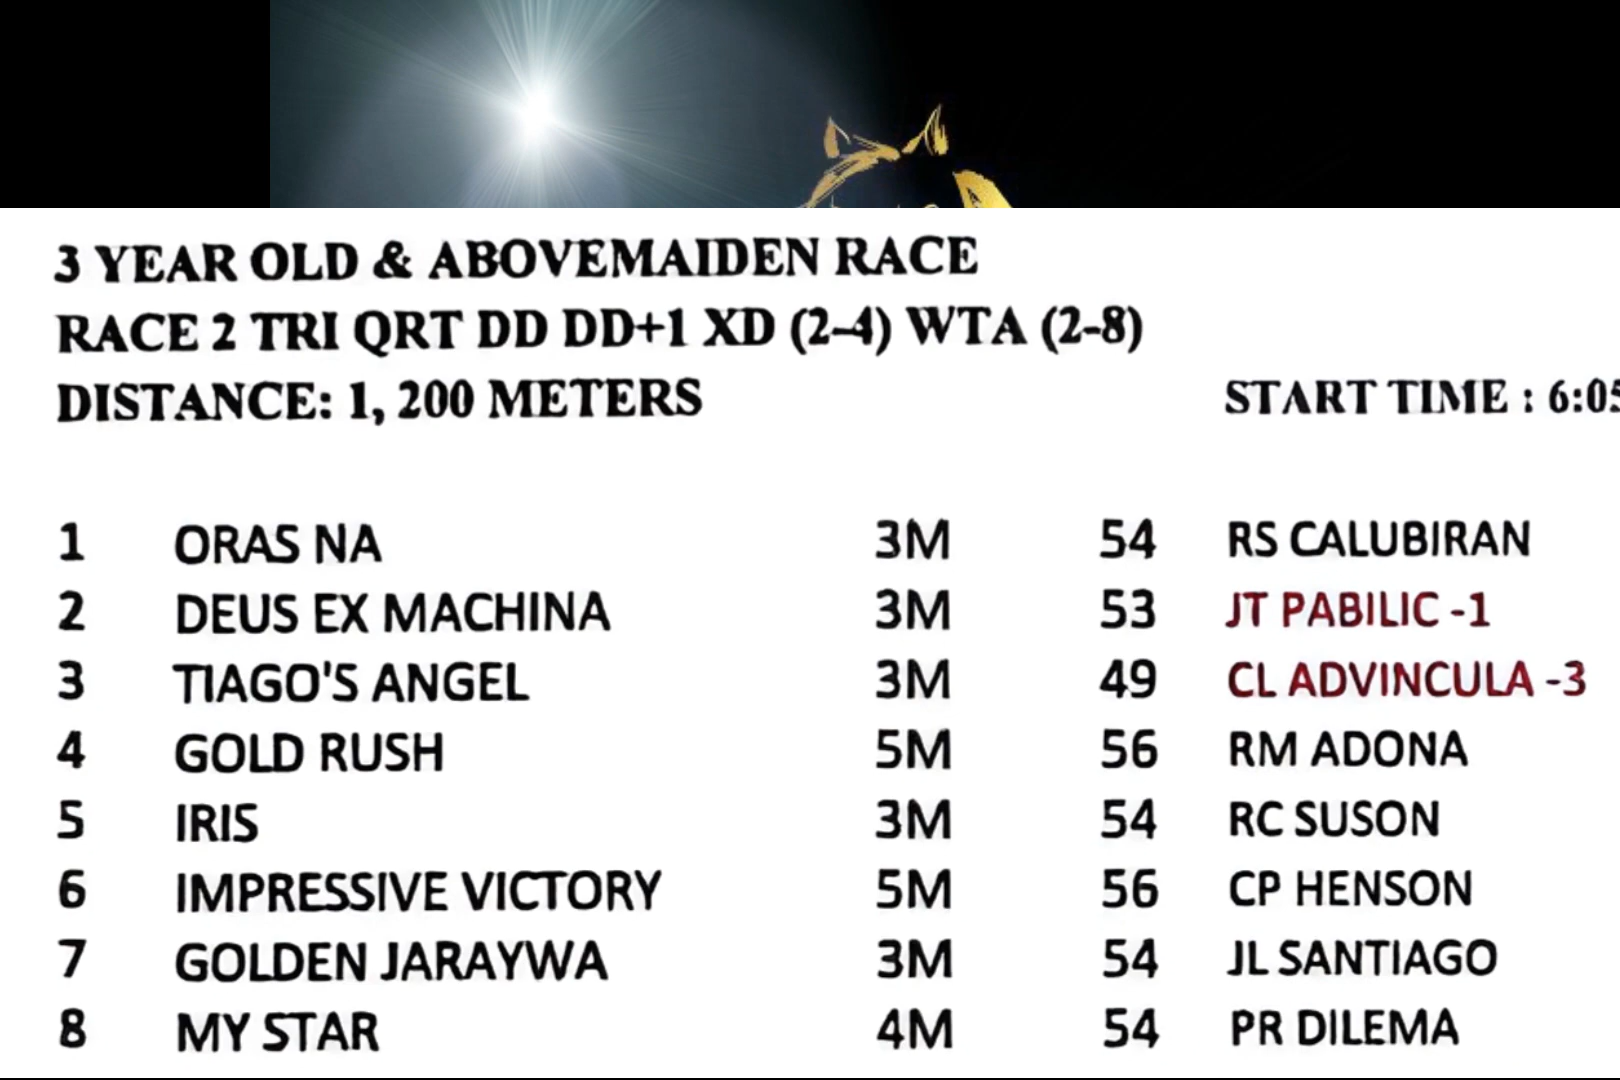 3 YEAR OLD & ABOVEMAIDEN RACE
RACE 2 TRI QRT DD DD+1 XD (2-4) WTA (2-8)
DISTANCE: 1, 200 METERS START TIME : 6:05
1 ORAS NA 3M 54 RS CALUBIRAN
2 DEUS EX MACHINA 3M 53 JT PABILIC -1
3 TIAGO'S ANGEL 3M 49 CL ADVINCULA -3
4 GOLD RUSH 5M 56 RM ADONA
5 IRIS 3M 54 RC SUSON
6 IMPRESSIVE VICTORY 5M 56 CP HENSON
7 GOLDEN JARAYWA 3M 54 JL SANTIAGO
8 MY STAR 4M 54 PR DILEMA